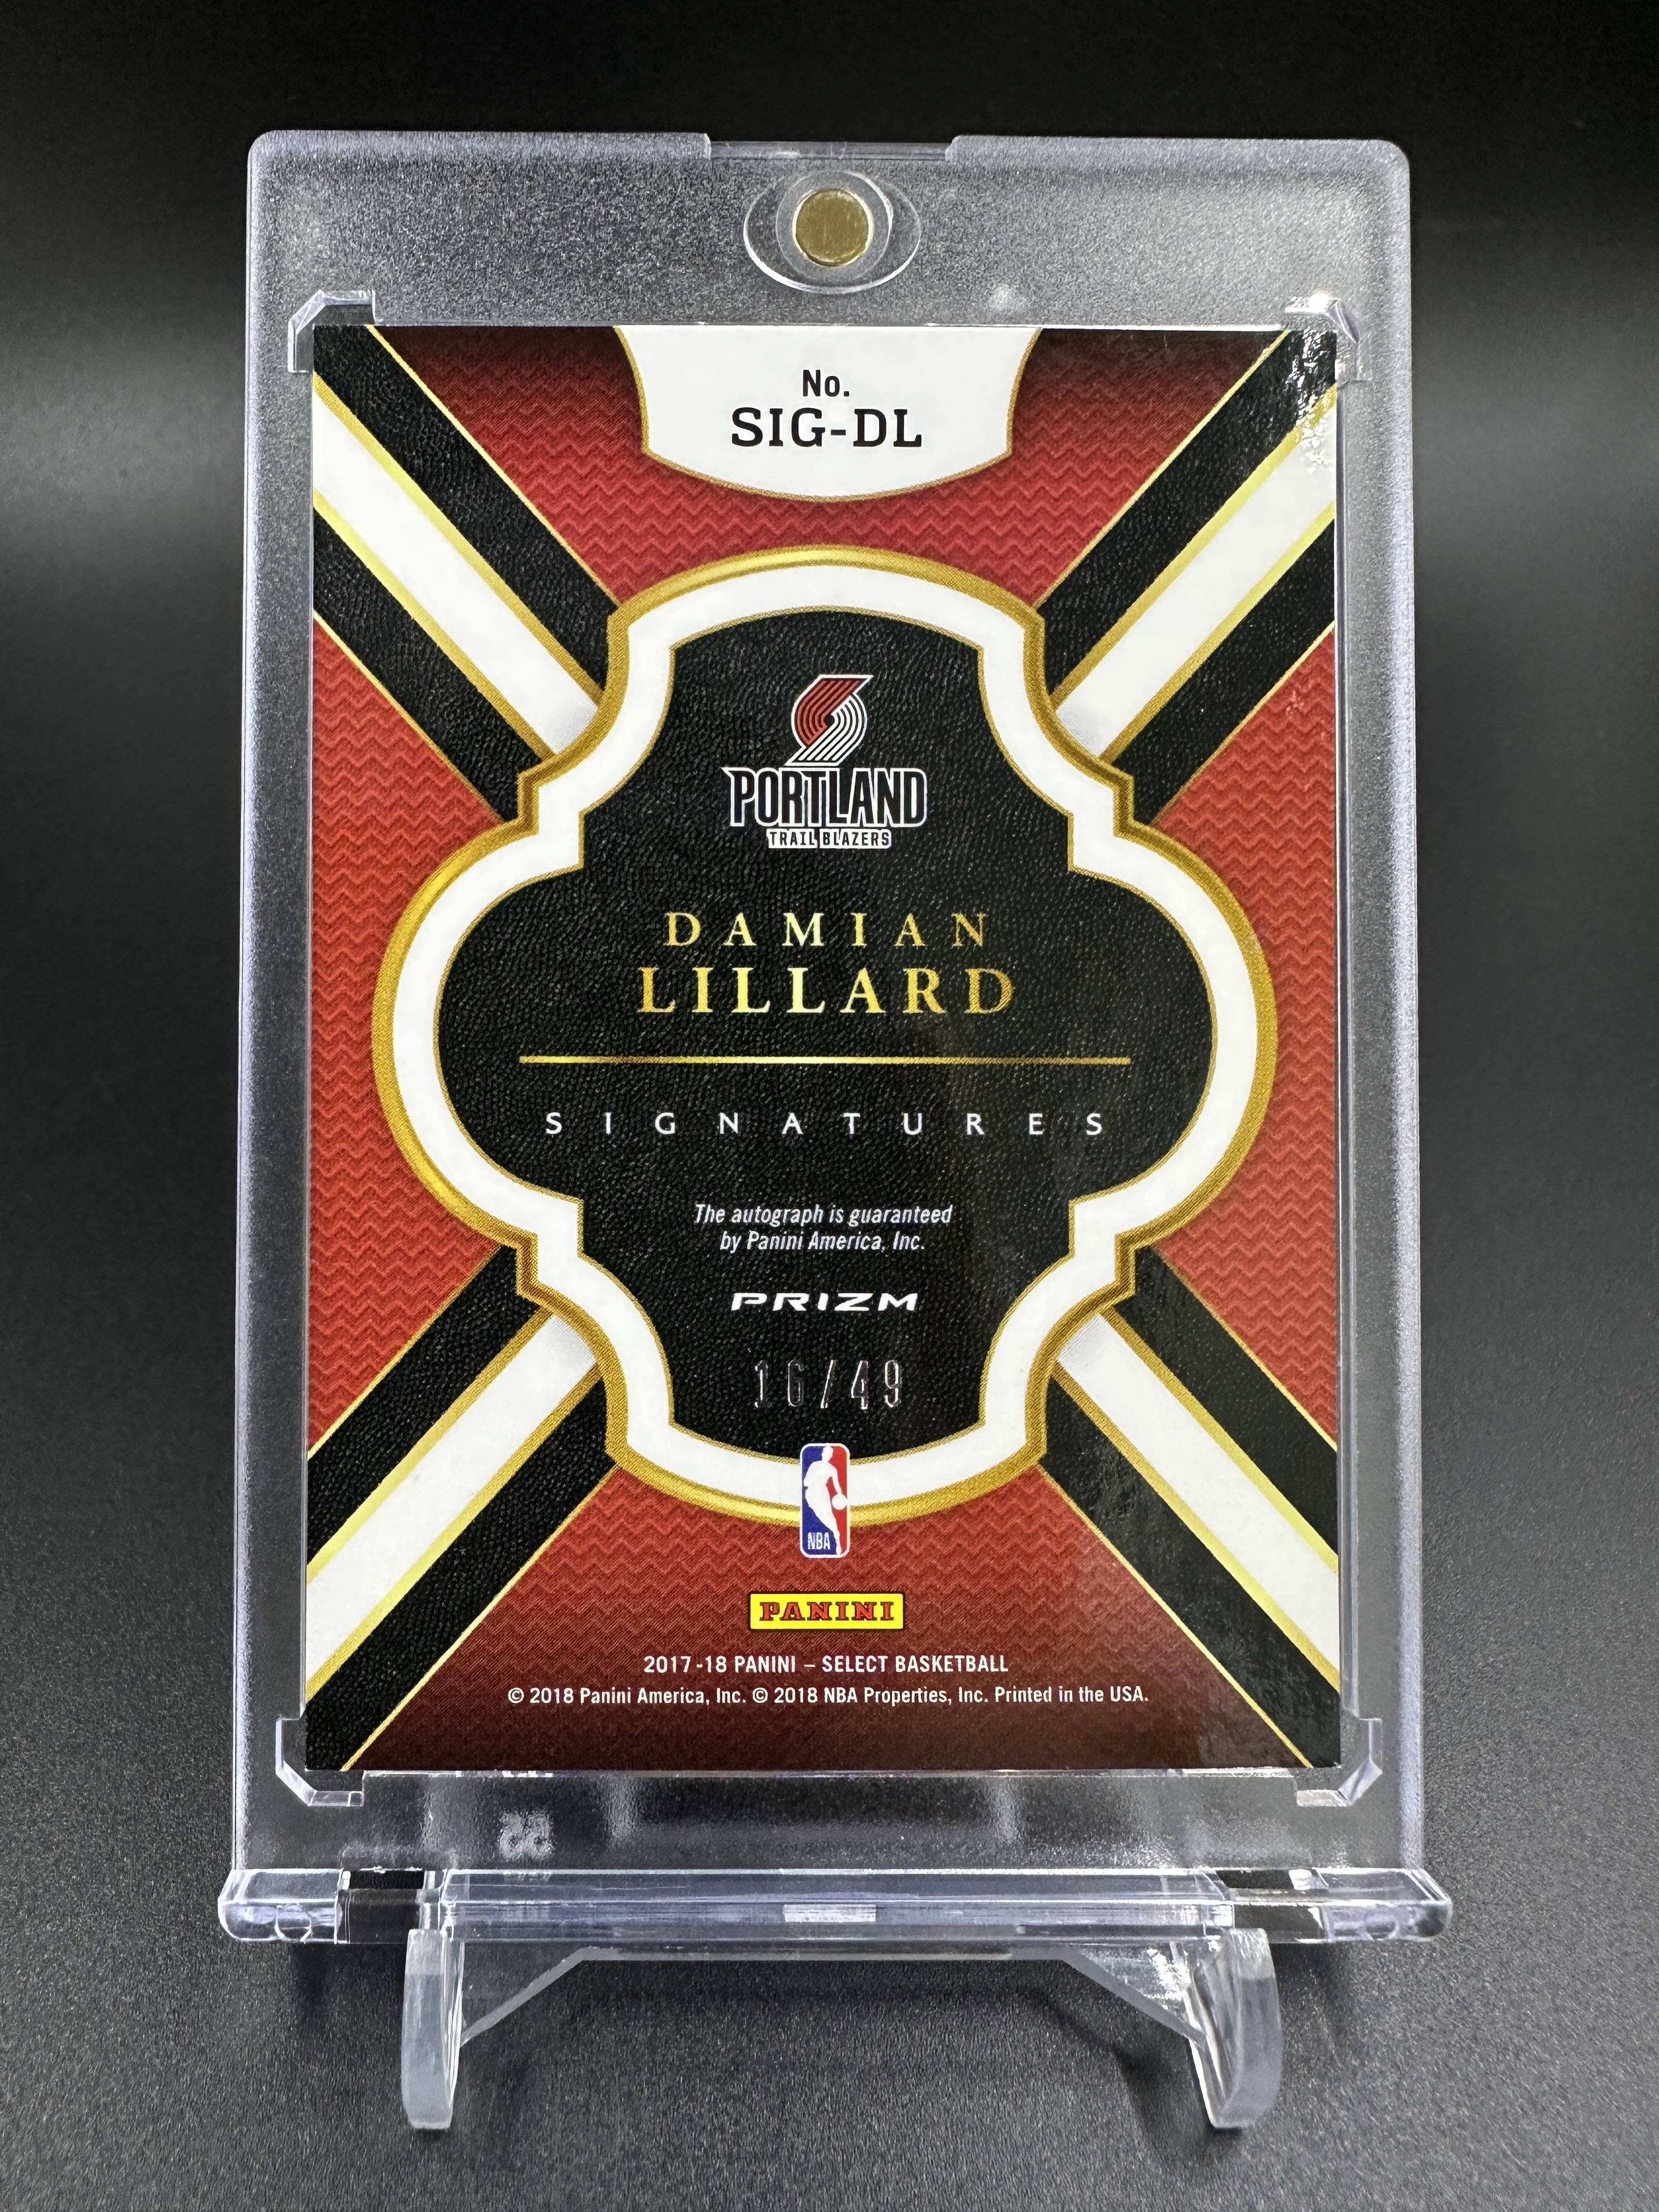 No.
SIG-DL
PORTLAND
TRAIL BLAZERS
DAMIAN
LILLARD
SIGNATURES
The autograph is guaranteed
by Panini America, Inc.
PRIZM
16/49
NBA
PANINI
2017-18 PANINI – SELECT BASKETBALL
© 2018 Panini America, Inc. © 2018 NBA Properties, Inc. Printed in the USA.